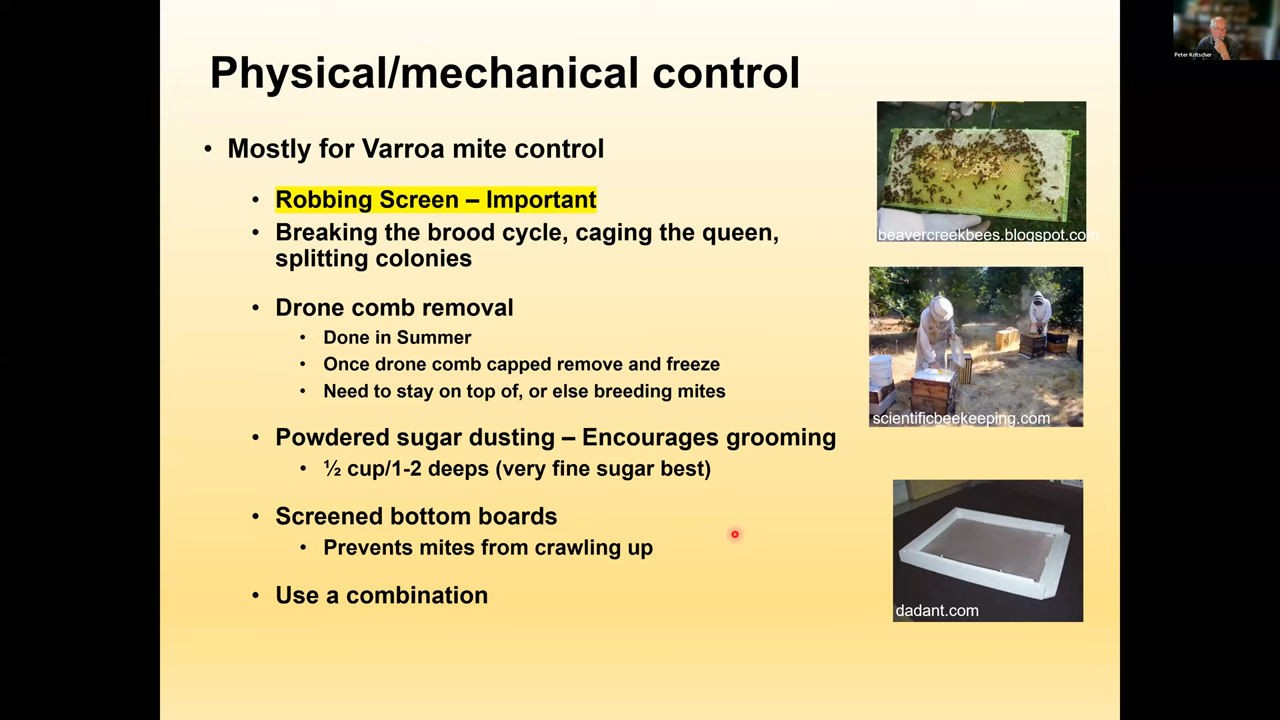 Physical/mechanical control
Peter Kritscher
• Mostly for Varroa mite control
• Robbing Screen – Important
• Breaking the brood cycle, caging the queen,
splitting colonies
beavercreekbees.blogspot.com
• Drone comb removal
• Done in Summer
• Once drone comb capped remove and freeze
• Need to stay on top of, or else breeding mites
scientificbeekeeping.com
• Powdered sugar dusting – Encourages grooming
• ½ cup/1-2 deeps (very fine sugar best)
• Screened bottom boards
• Prevents mites from crawling up
• Use a combination
dadant.com